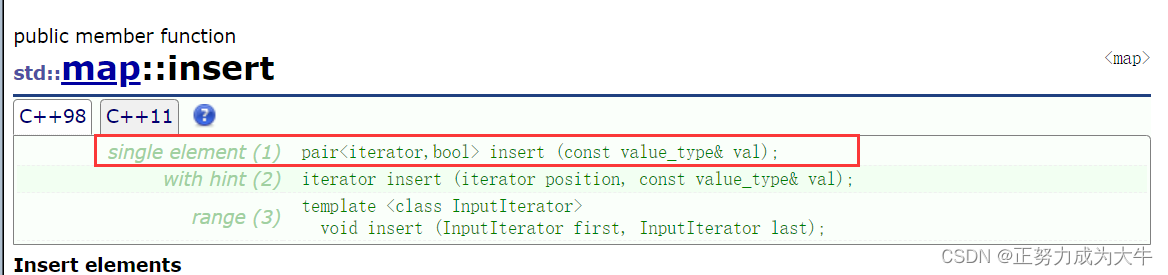 public member function
std::map::insert
<map>
C++98 C++11 ?
single element (1) pair<iterator,bool> insert (const value_type& val);
with hint (2) iterator insert (iterator position, const value_type& val);
range (3) template <class InputIterator>
void insert (InputIterator first, InputIterator last);
Insert elements
CSDN @正努力成为大牛